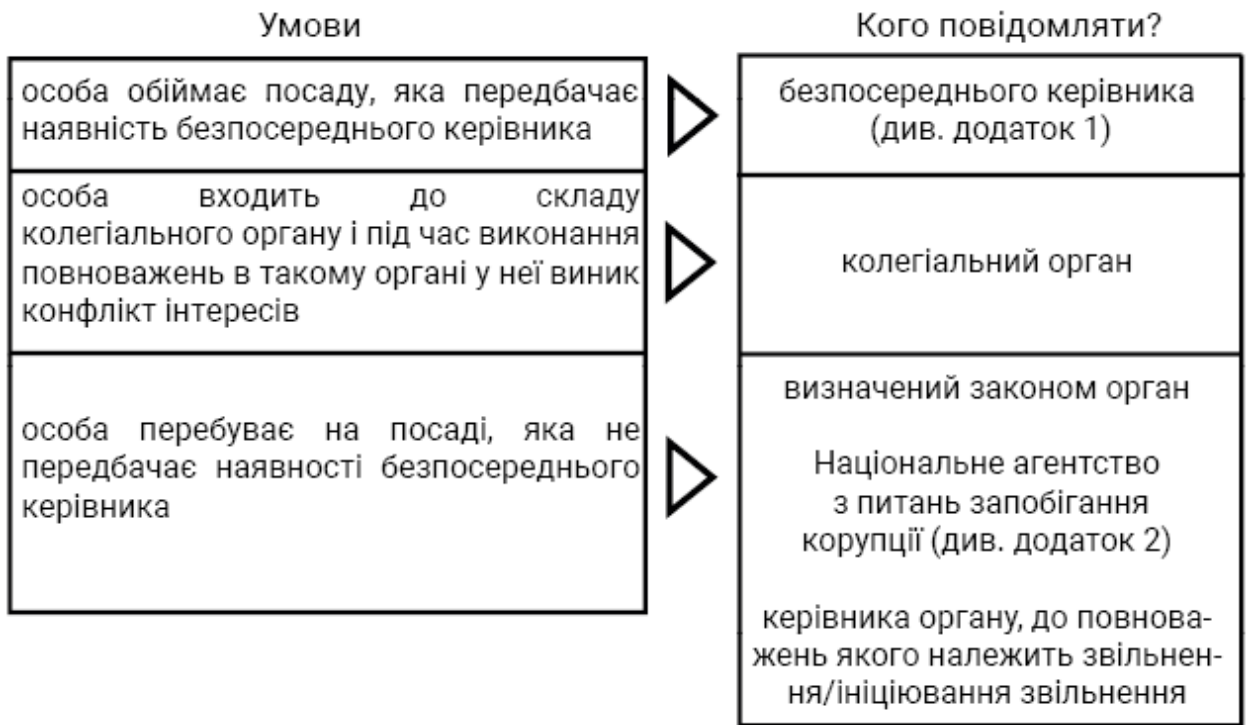 Умови
Кого повідомляти?
особа обіймає посаду, яка передбачає
наявність безпосереднього керівника
безпосереднього керівника
(див. додаток 1)
особа входить до складу
колегіального органу і під час виконання
повноважень в такому органі у неї виник
конфлікт інтересів
колегіальний орган
особа перебуває на посаді, яка не
передбачає наявності безпосереднього
керівника
визначений законом орган
Національне агентство
з питань запобігання
корупції (див. додаток 2)
керівника органу, до повнова-
жень якого належить звільнен-
ня/ініціювання звільнення